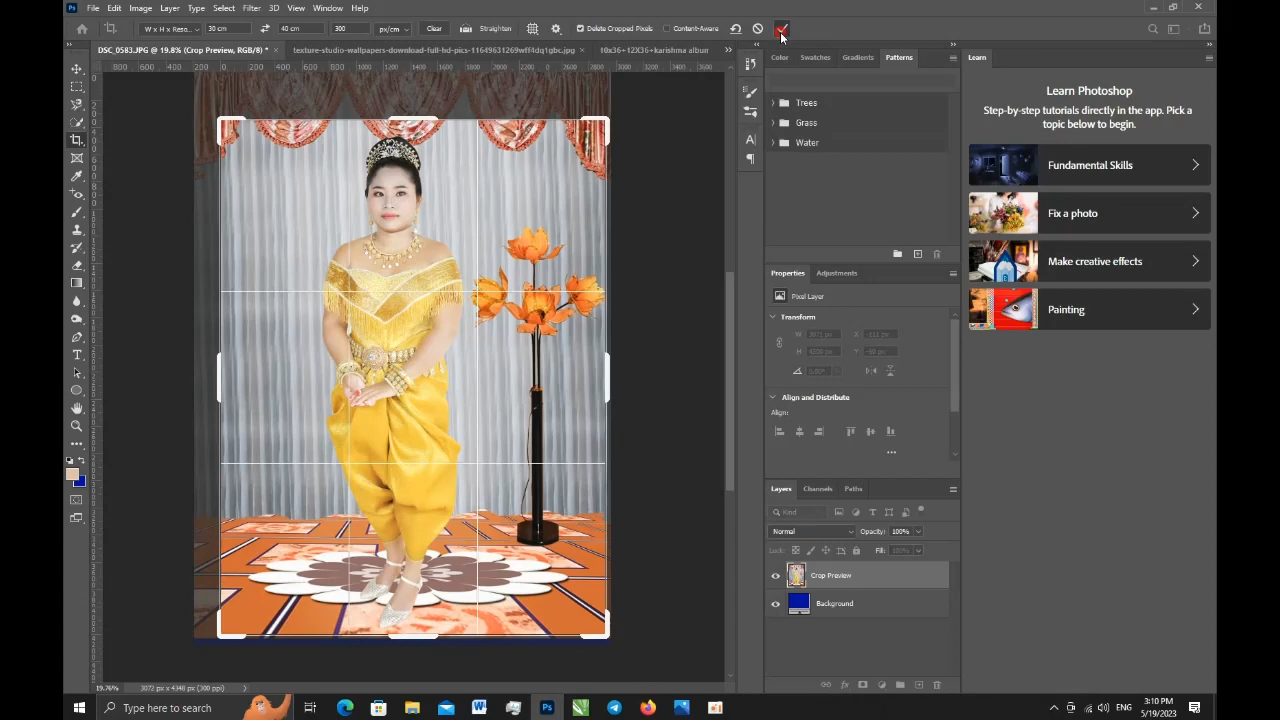 Ps File Edit Image Layer Type Select Filter 3D View Window Help
W x H x Reso... 30 cm 40 cm 300 px/cm Clear Straighten Delete Cropped Pixels Content-Aware
DSC_0583.JPG @ 19.8% (Crop Preview, RGB/8) * × texture-studio-wallpapers-download-full-hd-pics-11649631269wff4dq1gbc.jpg × 10x36+12X36+karishma albun »
Color Swatches Gradients Patterns
Learn
Trees
Grass
Water
Learn Photoshop
Step-by-step tutorials directly in the app. Pick a
topic below to begin.
Fundamental Skills
Fix a photo
Make creative effects
Painting
Properties Adjustments
Pixel Layer
Transform
W H X Y
0.00°
Align and Distribute
Align:
Layers Channels Paths
Kind
Normal Opacity: 100%
Lock: Fill: 100%
Crop Preview
Background
19.76% 3072 px x 4348 px (300 ppi)
Type here to search
ENG
3:10 PM
5/19/2023